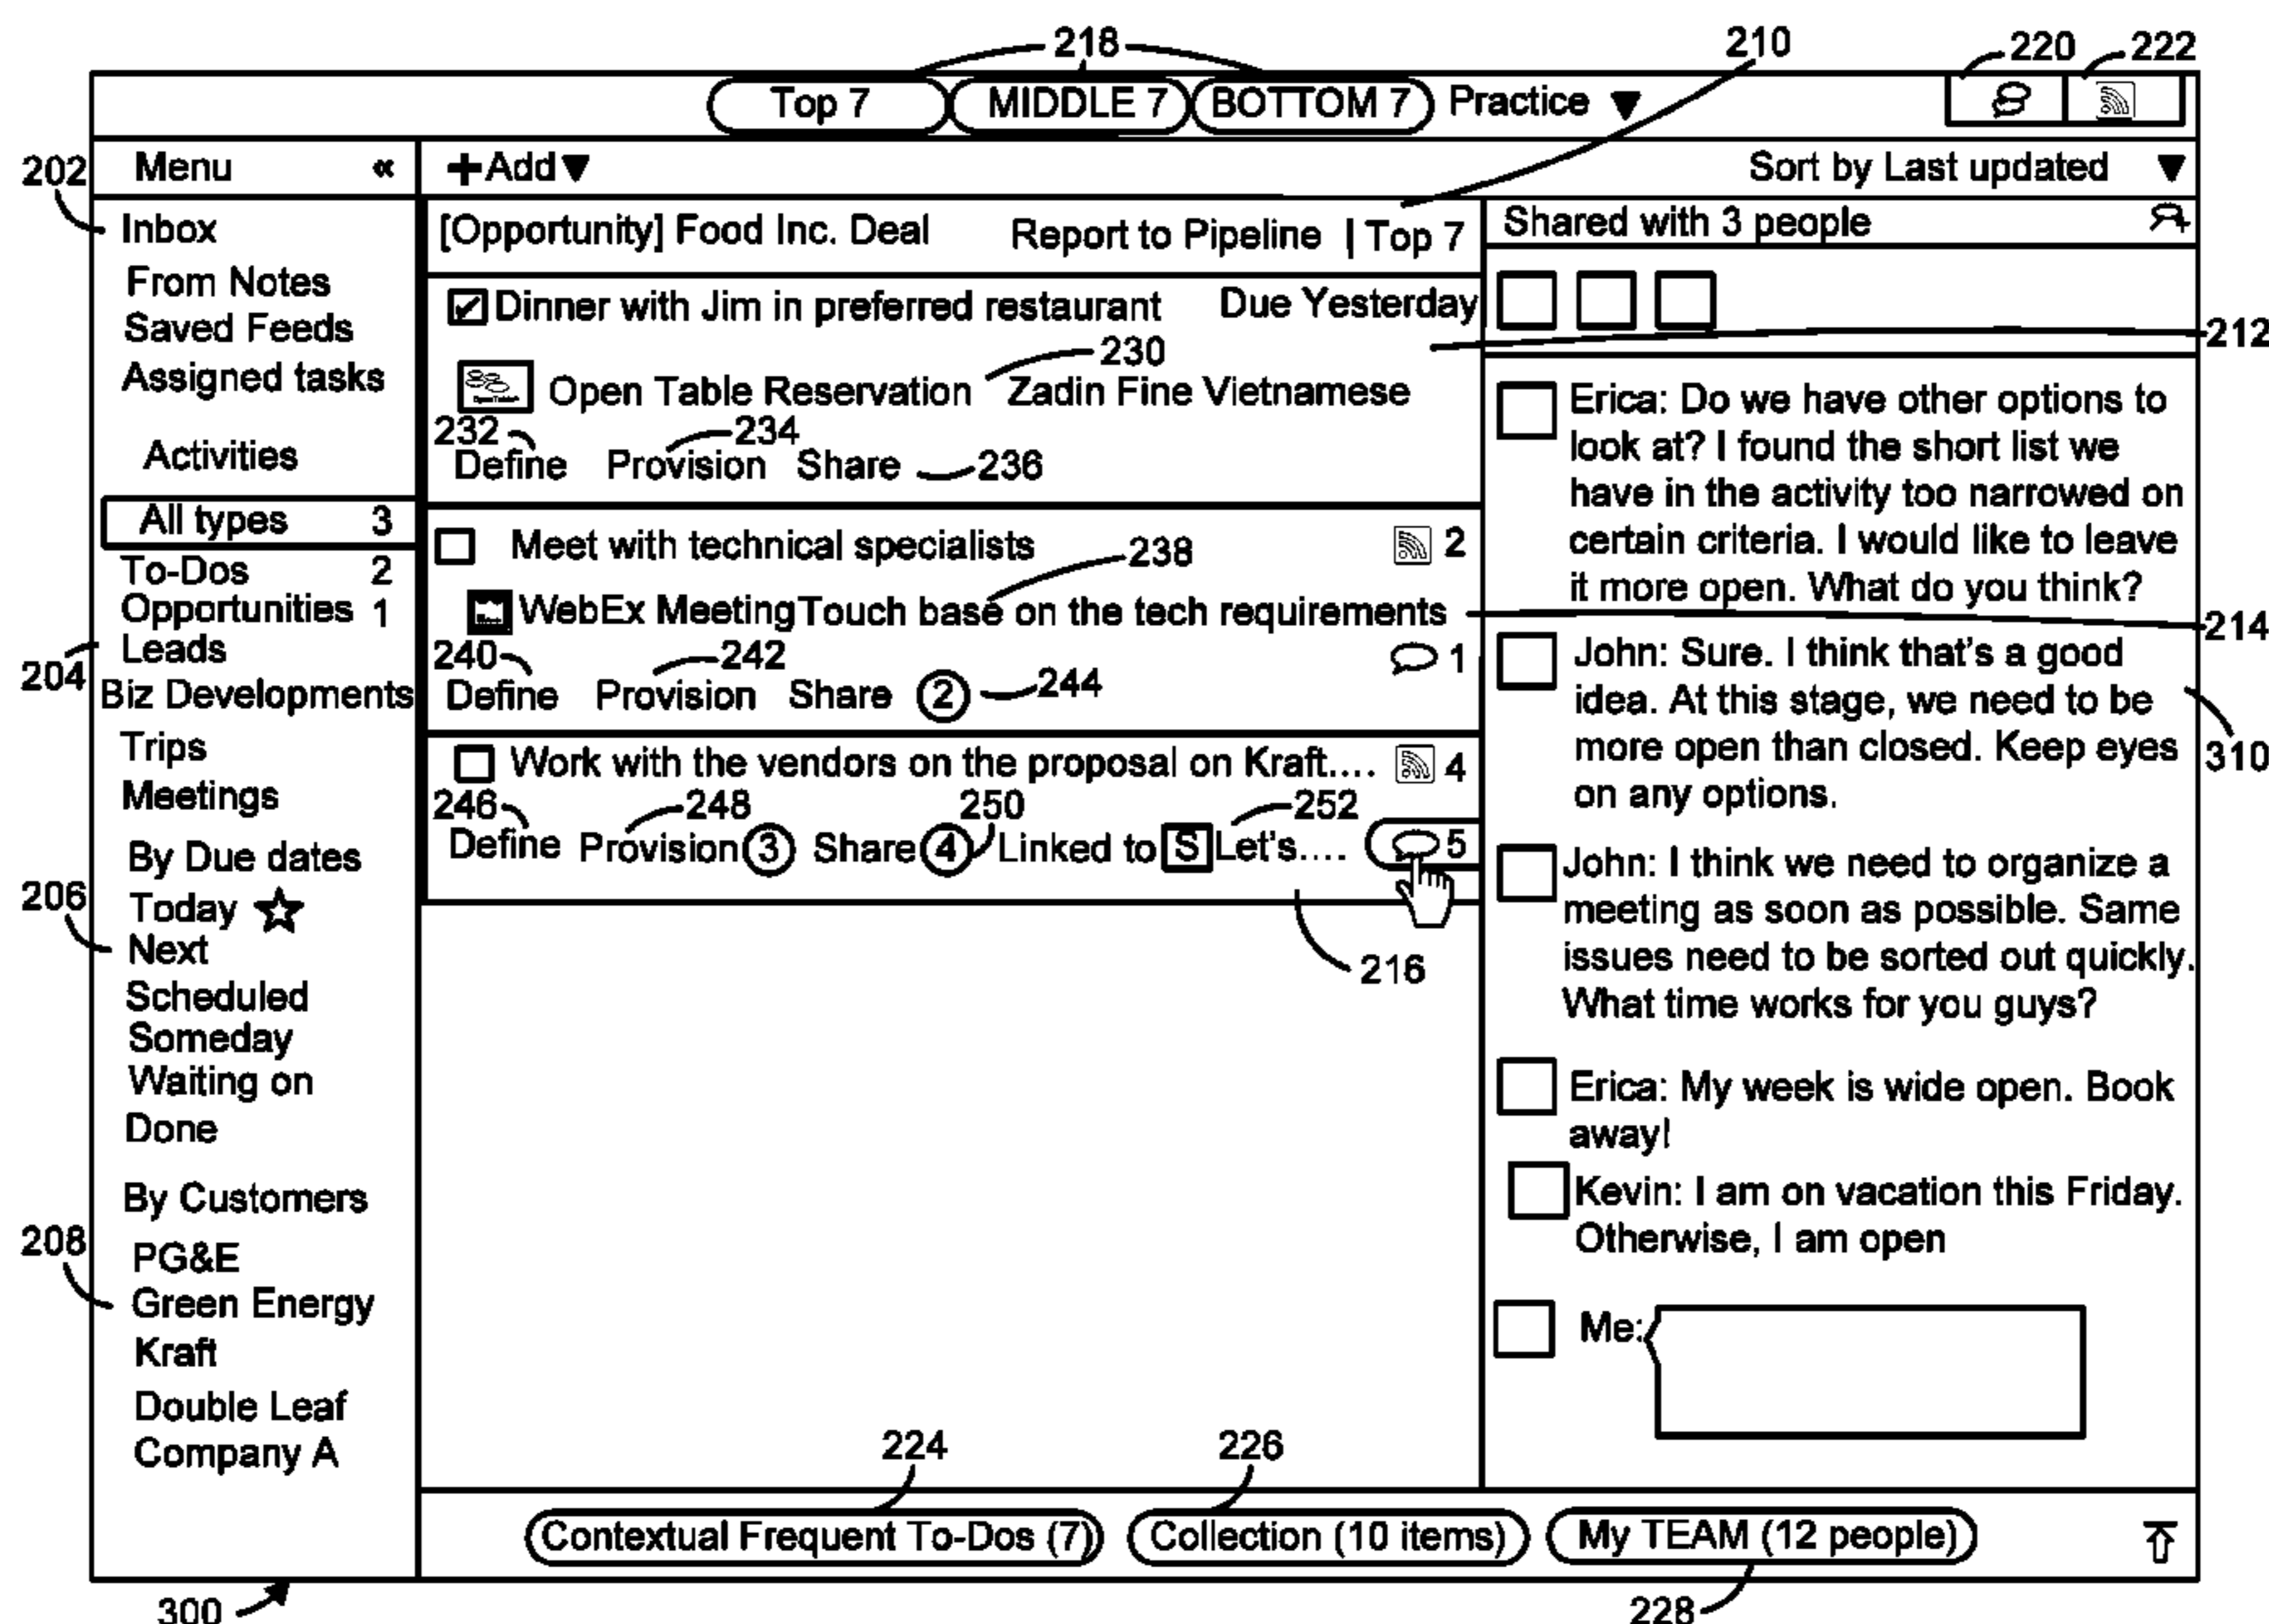 218
210
220
222
Top 7
MIDDLE 7
BOTTOM 7
Practice ▼
202
Menu «
+Add▼
Sort by Last updated ▼
Inbox
From Notes
Saved Feeds
Assigned tasks
Activities
All types 3
To-Dos 2
Opportunities 1
204
Leads
Biz Developments
Trips
Meetings
By Due dates
206
Today
Next
Scheduled
Someday
Waiting on
Done
By Customers
208
PG&E
Green Energy
Kraft
Double Leaf
Company A
[Opportunity] Food Inc. Deal Report to Pipeline | Top 7
Dinner with Jim in preferred restaurant Due Yesterday
212
230
Open Table Reservation Zadin Fine Vietnamese
232 234
Define Provision Share 236
Meet with technical specialists 2
238
WebEx Meeting Touch base on the tech requirements
214
240 242 1
Define Provision Share 2 244
Work with the vendors on the proposal on Kraft.... 4
246 248 250 252
Define Provision 3 Share 4 Linked to S Let's.... 5
216
Shared with 3 people
Erica: Do we have other options to
look at? I found the short list we
have in the activity too narrowed on
certain criteria. I would like to leave
it more open. What do you think?
John: Sure. I think that's a good
idea. At this stage, we need to be
more open than closed. Keep eyes
on any options.
310
John: I think we need to organize a
meeting as soon as possible. Same
issues need to be sorted out quickly.
What time works for you guys?
Erica: My week is wide open. Book
away!
Kevin: I am on vacation this Friday.
Otherwise, I am open
Me:
224
226
Contextual Frequent To-Dos (7)
Collection (10 items)
My TEAM (12 people)
300
228